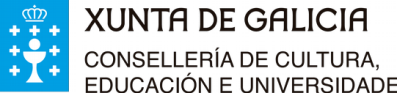 XUNTA DE GALICIA
CONSELLERÍA DE CULTURA,
EDUCACIÓN E UNIVERSIDADE